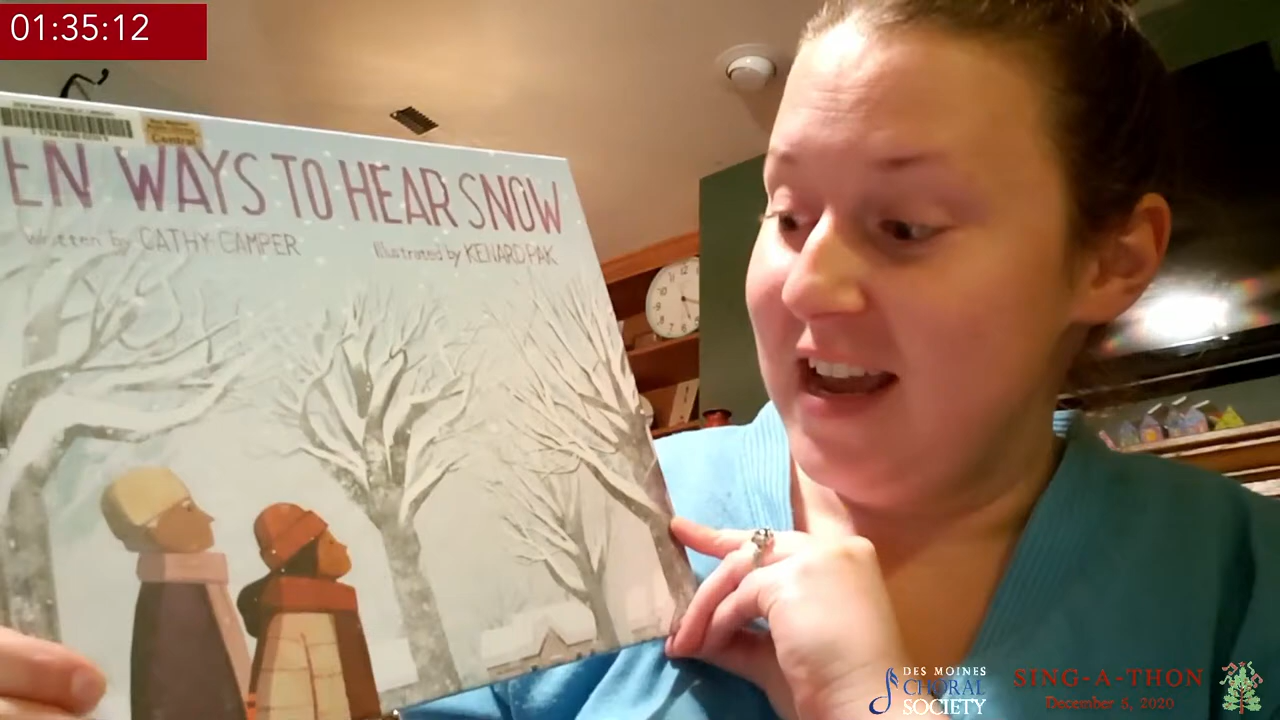 01:35:12
Central
EN WAYS TO HEAR SNOW
Written by CATHY CAMPER
Illustrated by KENARD PAK
DES MOINES
CHORAL
SOCIETY
SING-A-THON
December 5, 2020